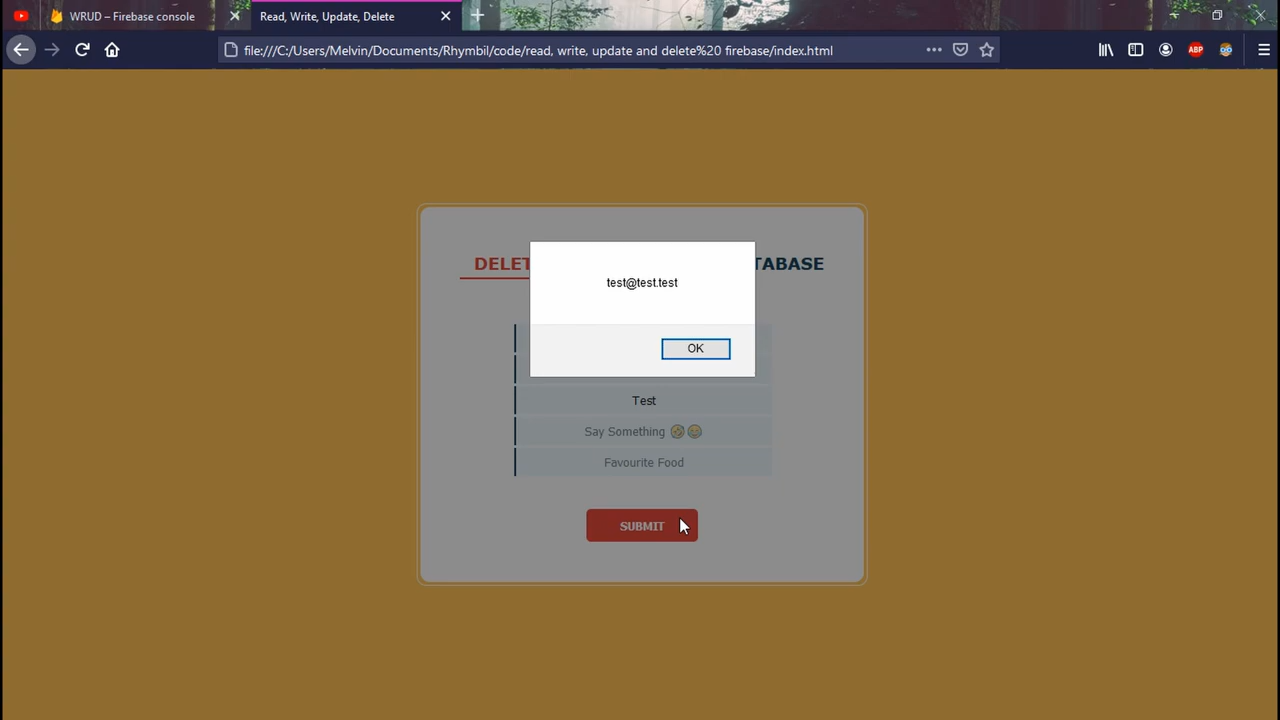 WRUD – Firebase console
Read, Write, Update, Delete
file:///C:/Users/Melvin/Documents/Rhymbil/code/read, write, update and delete%20 firebase/index.html
ABP
DELET
TABASE
test@test.test
OK
Test
Say Something 🤣😂
Favourite Food
SUBMIT